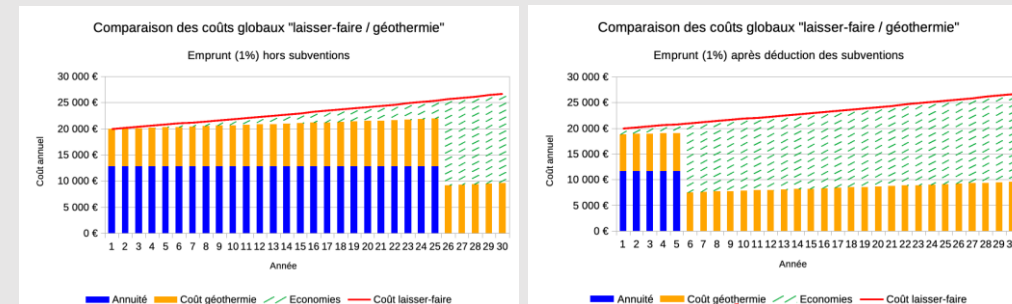 Comparaison des coûts globaux "laisser-faire / géothermie"
Emprunt (1%) hors subventions
30 000 €
25 000 €
20 000 €
15 000 €
10 000 €
5 000 €
0 €
Coût annuel
1 2 3 4 5 6 7 8 9 10 11 12 13 14 15 16 17 18 19 20 21 22 23 24 25 26 27 28 29 30
Année
Annuité Coût géothermie Economies Coût laisser-faire
Comparaison des coûts globaux "laisser-faire / géothermie"
Emprunt (1%) après déduction des subventions
30 000 €
25 000 €
20 000 €
15 000 €
10 000 €
5 000 €
0 €
Coût annuel
1 2 3 4 5 6 7 8 9 10 11 12 13 14 15 16 17 18 19 20 21 22 23 24 25 26 27 28 29
Année
Annuité Coût géothermie Economies Coût laisser-faire